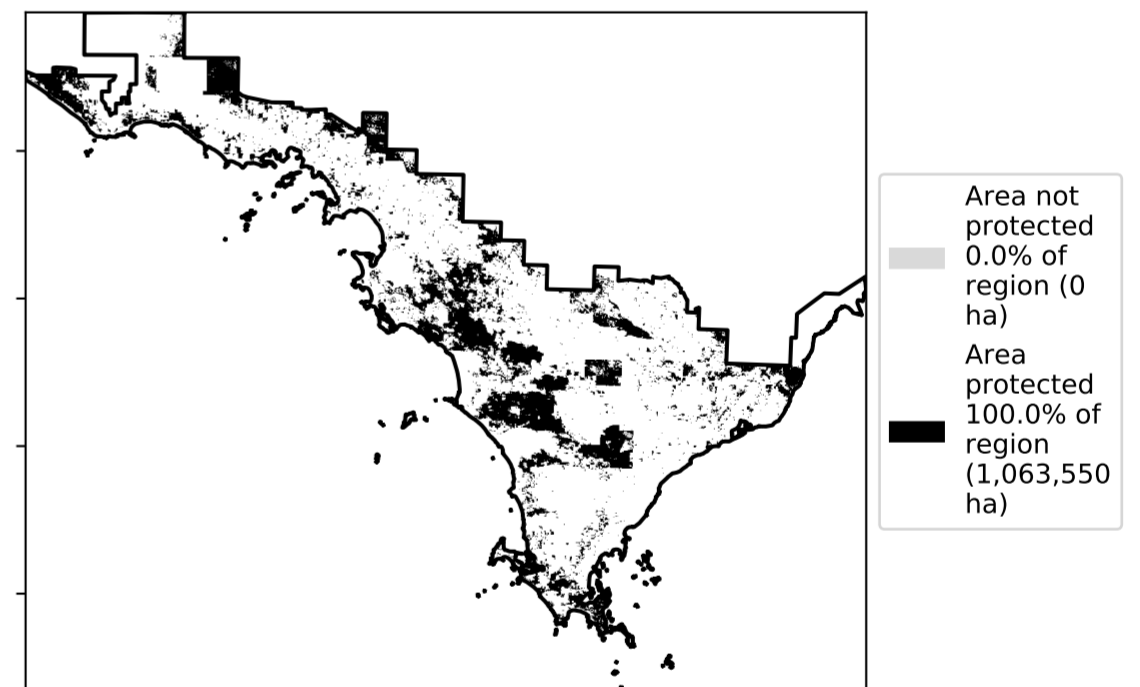 Area not
protected
0.0% of
region (0
ha)
Area
protected
100.0% of
region
(1,063,550
ha)